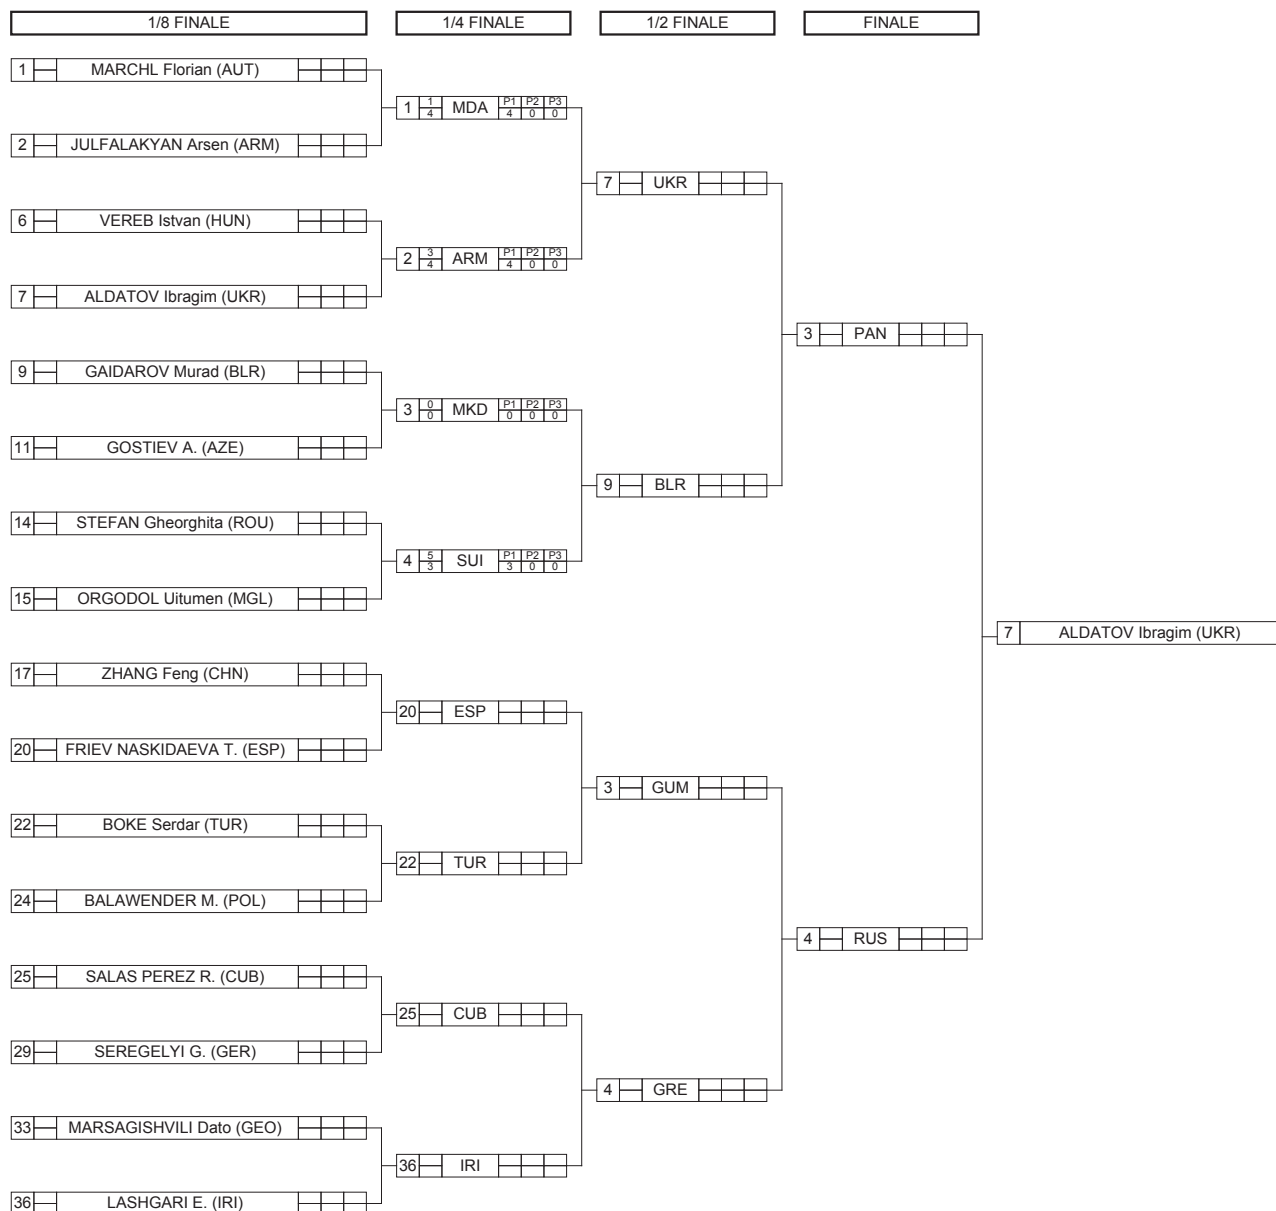 1/8 FINALE 1/4 FINALE 1/2 FINALE FINALE
1 MARCHL Florian (AUT)
1 1 4 MDA P1 P2 P3 4 0 0
2 JULFALAKYAN Arsen (ARM)
7 UKR
6 VEREB Istvan (HUN)
2 3 4 ARM P1 P2 P3 4 0 0
7 ALDATOV Ibragim (UKR)
3 PAN
9 GAIDAROV Murad (BLR)
3 0 0 MKD P1 P2 P3 0 0 0
11 GOSTIEV A. (AZE)
9 BLR
14 STEFAN Gheorghita (ROU)
4 5 3 SUI P1 P2 P3 3 0 0
15 ORGODOL Uitumen (MGL)
7 ALDATOV Ibragim (UKR)
17 ZHANG Feng (CHN)
20 ESP
20 FRIEV NASKIDAEVA T. (ESP)
3 GUM
22 BOKE Serdar (TUR)
22 TUR
24 BALAWENDER M. (POL)
4 RUS
25 SALAS PEREZ R. (CUB)
25 CUB
29 SEREGELYI G. (GER)
4 GRE
33 MARSAGISHVILI Dato (GEO)
36 IRI
36 LASHGARI E. (IRI)